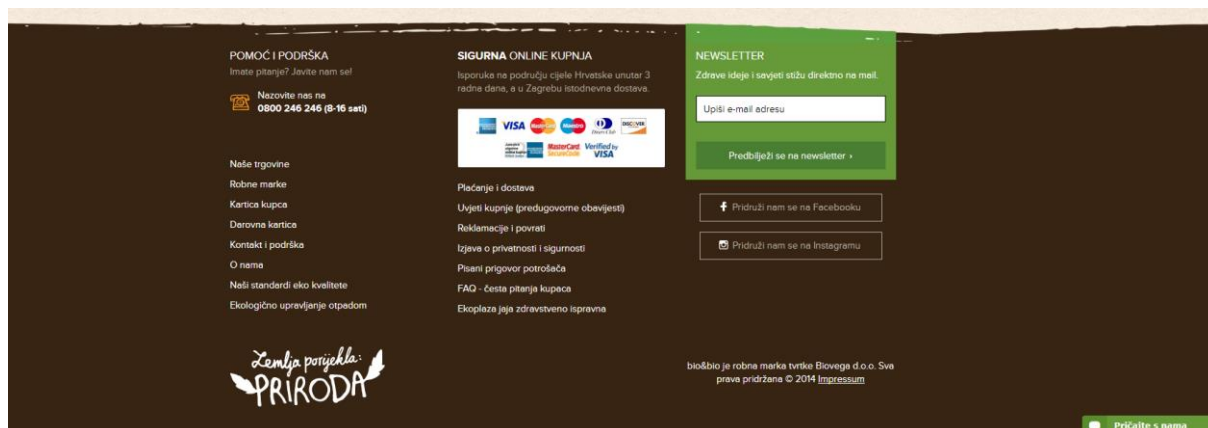 POMOĆ I PODRŠKA
Imate pitanje? Javite nam se!
Nazovite nas na
0800 246 246 (8-16 sati)
Naše trgovine
Robne marke
Kartica kupca
Darovna kartica
Kontakt i podrška
O nama
Naši standardi eko kvalitete
Ekologično upravljanje otpadom
Zemlja porijekla:
PRIRODA
SIGURNA ONLINE KUPNJA
Isporuka na području cijele Hrvatske unutar 3
radna dana, a u Zagrebu istodnevna dostava.
VISA MasterCard Maestro DISCOVER
MasterCard SecureCode Verified by VISA
Plaćanje i dostava
Uvjeti kupnje (predugovorne obavijesti)
Reklamacije i povrati
Izjava o privatnosti i sigurnosti
Pisani prigovor potrošača
FAQ - česta pitanja kupaca
Ekoplaza jaja zdravstveno ispravna
NEWSLETTER
Zdrave ideje i savjeti stižu direktno na mail.
Upiši e-mail adresu
Predbilježi se na newsletter ›
Pridruži nam se na Facebooku
Pridruži nam se na Instagramu
bio&bio je robna marka tvrtke Biovega d.o.o. Sva
prava pridržana © 2014 Impressum
Pričajte s nama